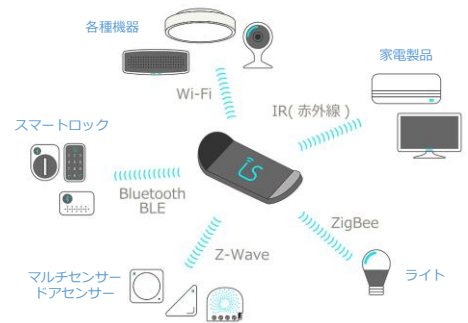 各種機器
家電製品
Wi-Fi
IR( 赤外線 )
スマートロック
is
Bluetooth
BLE
ZigBee
Z-Wave
マルチセンサー
ドアセンサー
ライト